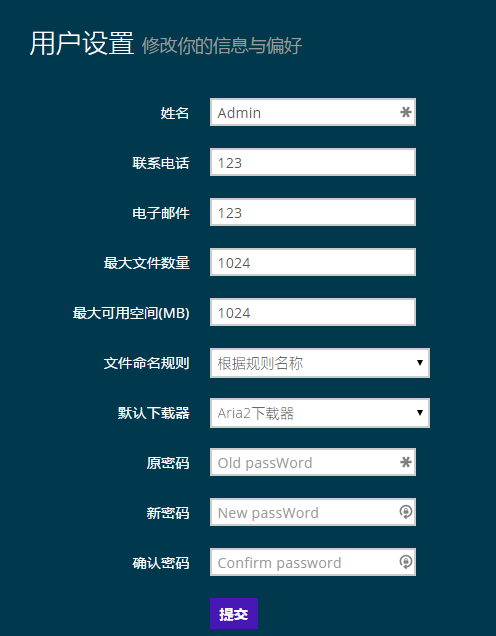 用户设置 修改你的信息与偏好
姓名 Admin
联系电话 123
电子邮件 123
最大文件数量 1024
最大可用空间(MB) 1024
文件命名规则 根据规则名称
默认下载器 Aria2下载器
原密码 Old passWord
新密码 New passWord
确认密码 Confirm password
提交